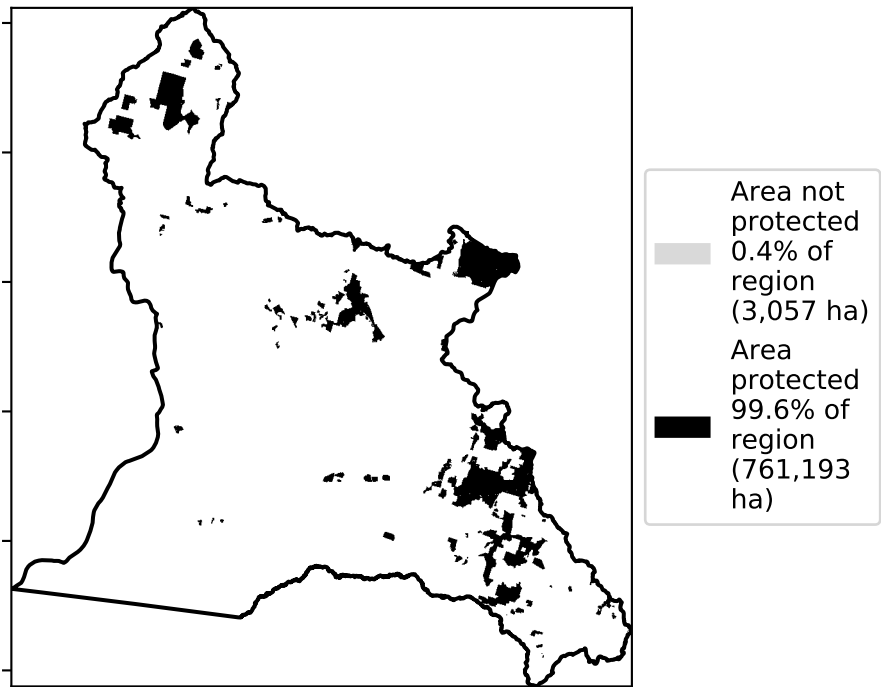 Area not
protected
0.4% of
region
(3,057 ha)
Area
protected
99.6% of
region
(761,193
ha)